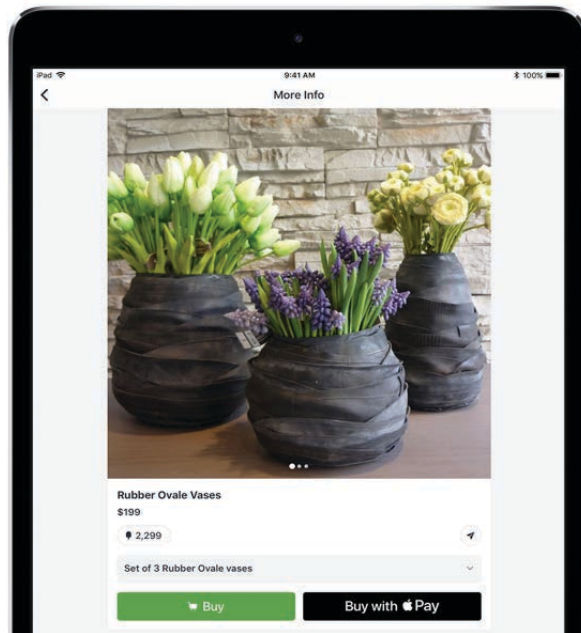 iPad 9:41 AM 100%
More Info
Rubber Ovale Vases
$199
2,299
Set of 3 Rubber Ovale vases
Buy Buy with Pay